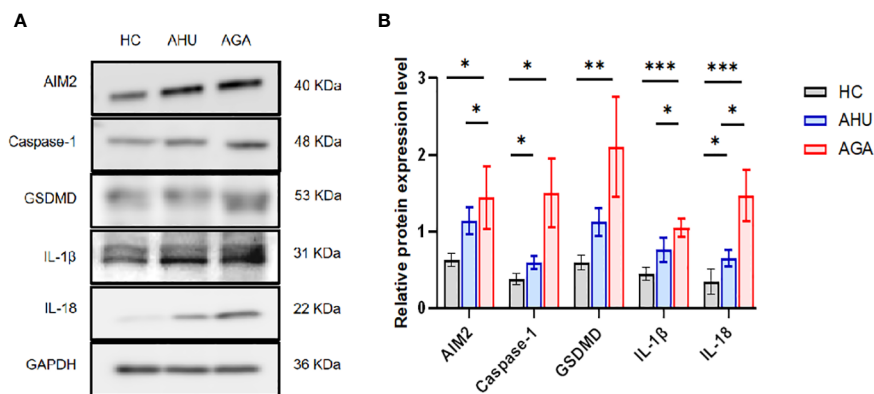 A
HC AHU AGA
AIM2 40 KDa
Caspase-1 48 KDa
GSDMD 53 KDa
IL-1β 31 KDa
IL-18 22 KDa
GAPDH 36 KDa
B
Relative protein expression level
3
2
1
0
* * ** *** ***
* * * * *
AIM2 Caspase-1 GSDMD IL-1β IL-18
HC
AHU
AGA